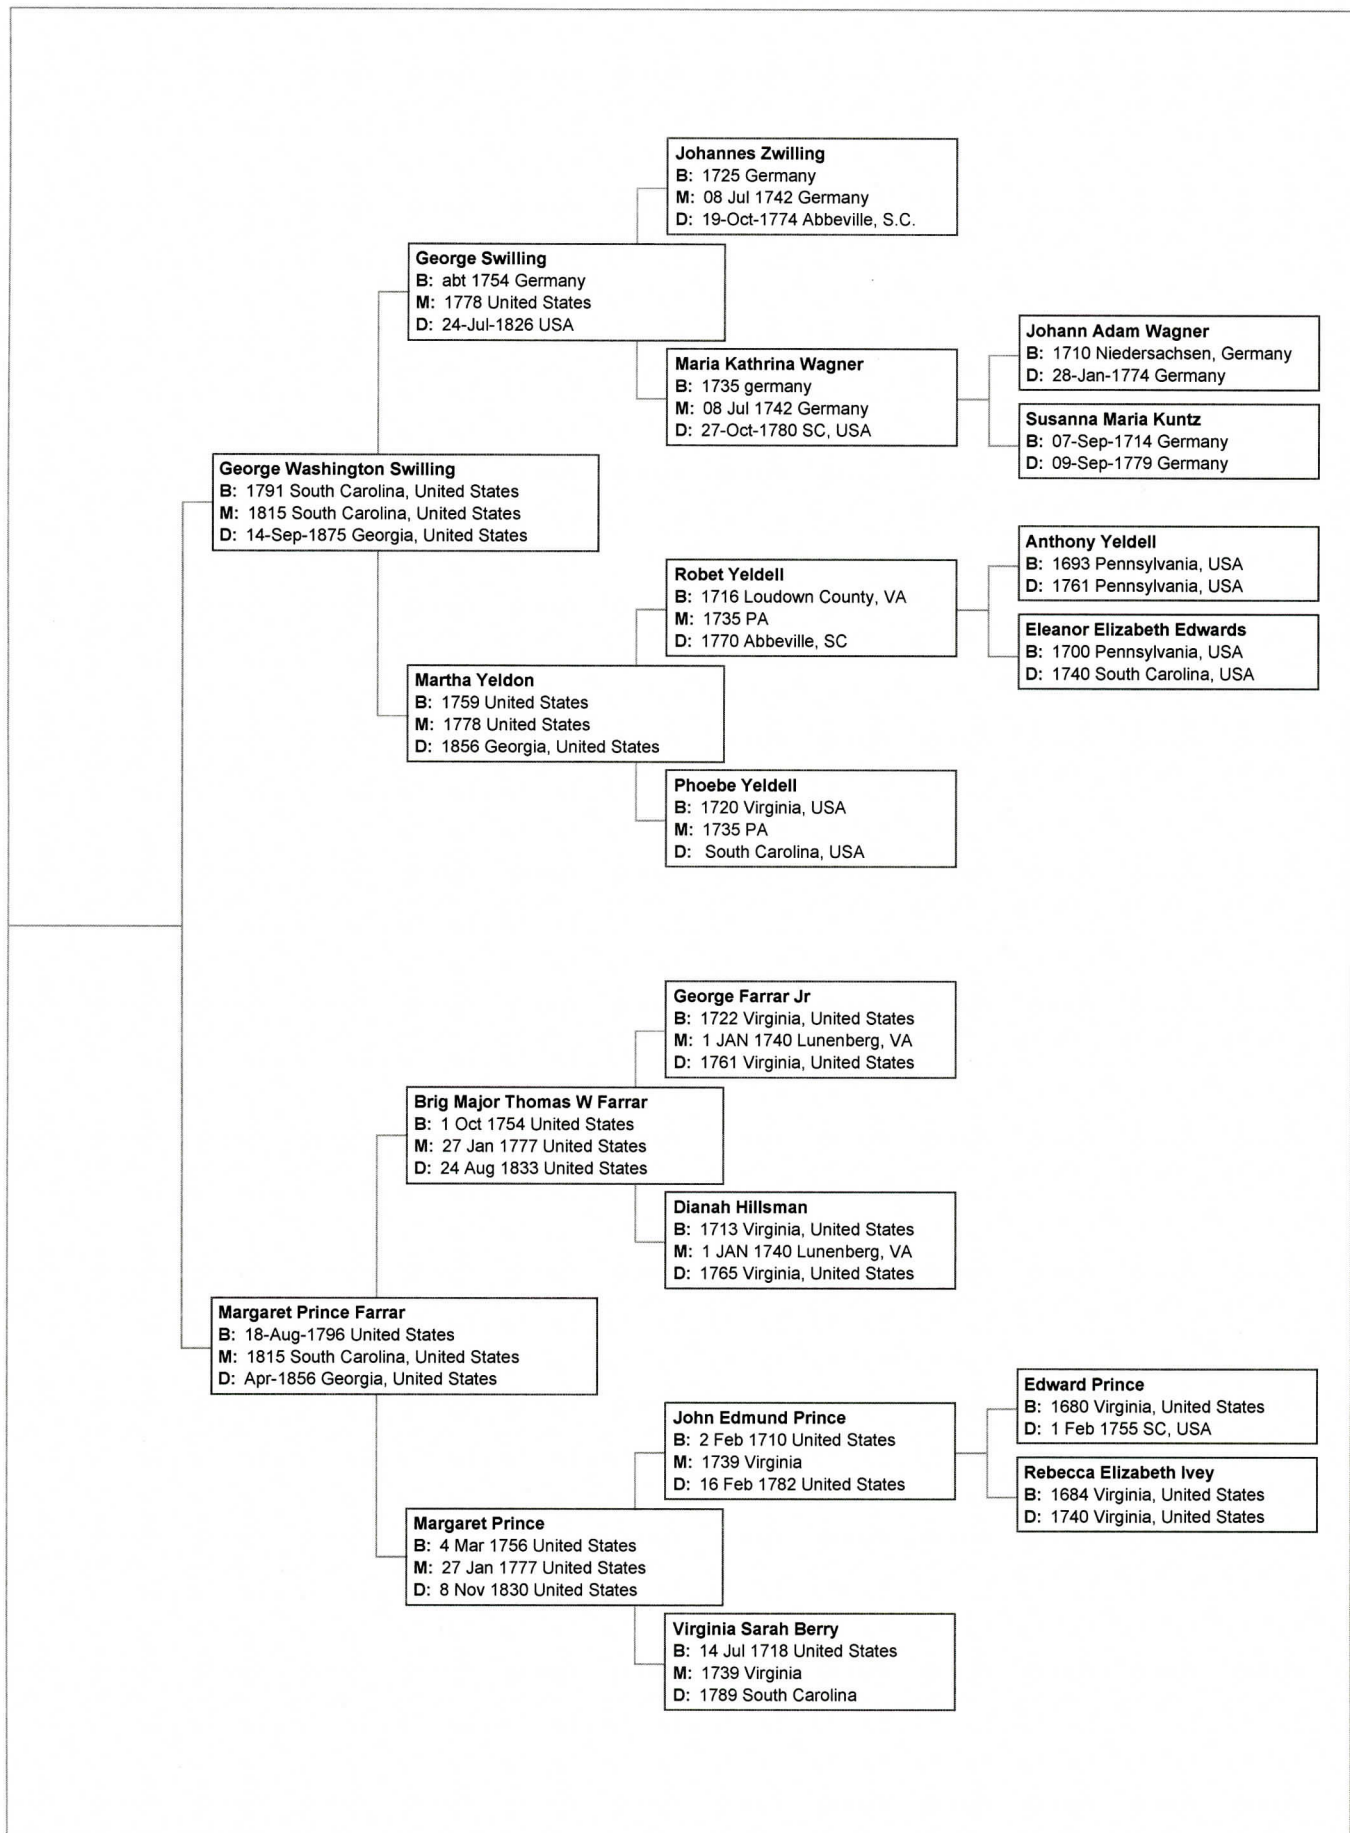 Johannes Zwilling
B: 1725 Germany
M: 08 Jul 1742 Germany
D: 19-Oct-1774 Abbeville, S.C.
George Swilling
B: abt 1754 Germany
M: 1778 United States
D: 24-Jul-1826 USA
Johann Adam Wagner
B: 1710 Niedersachsen, Germany
D: 28-Jan-1774 Germany
Maria Kathrina Wagner
B: 1735 germany
M: 08 Jul 1742 Germany
D: 27-Oct-1780 SC, USA
Susanna Maria Kuntz
B: 07-Sep-1714 Germany
D: 09-Sep-1779 Germany
George Washington Swilling
B: 1791 South Carolina, United States
M: 1815 South Carolina, United States
D: 14-Sep-1875 Georgia, United States
Anthony Yeldell
B: 1693 Pennsylvania, USA
D: 1761 Pennsylvania, USA
Robet Yeldell
B: 1716 Loudown County, VA
M: 1735 PA
D: 1770 Abbeville, SC
Eleanor Elizabeth Edwards
B: 1700 Pennsylvania, USA
D: 1740 South Carolina, USA
Martha Yeldon
B: 1759 United States
M: 1778 United States
D: 1856 Georgia, United States
Phoebe Yeldell
B: 1720 Virginia, USA
M: 1735 PA
D: South Carolina, USA
George Farrar Jr
B: 1722 Virginia, United States
M: 1 JAN 1740 Lunenberg, VA
D: 1761 Virginia, United States
Brig Major Thomas W Farrar
B: 1 Oct 1754 United States
M: 27 Jan 1777 United States
D: 24 Aug 1833 United States
Dianah Hillsman
B: 1713 Virginia, United States
M: 1 JAN 1740 Lunenberg, VA
D: 1765 Virginia, United States
Margaret Prince Farrar
B: 18-Aug-1796 United States
M: 1815 South Carolina, United States
D: Apr-1856 Georgia, United States
Edward Prince
B: 1680 Virginia, United States
D: 1 Feb 1755 SC, USA
John Edmund Prince
B: 2 Feb 1710 United States
M: 1739 Virginia
D: 16 Feb 1782 United States
Rebecca Elizabeth Ivey
B: 1684 Virginia, United States
D: 1740 Virginia, United States
Margaret Prince
B: 4 Mar 1756 United States
M: 27 Jan 1777 United States
D: 8 Nov 1830 United States
Virginia Sarah Berry
B: 14 Jul 1718 United States
M: 1739 Virginia
D: 1789 South Carolina